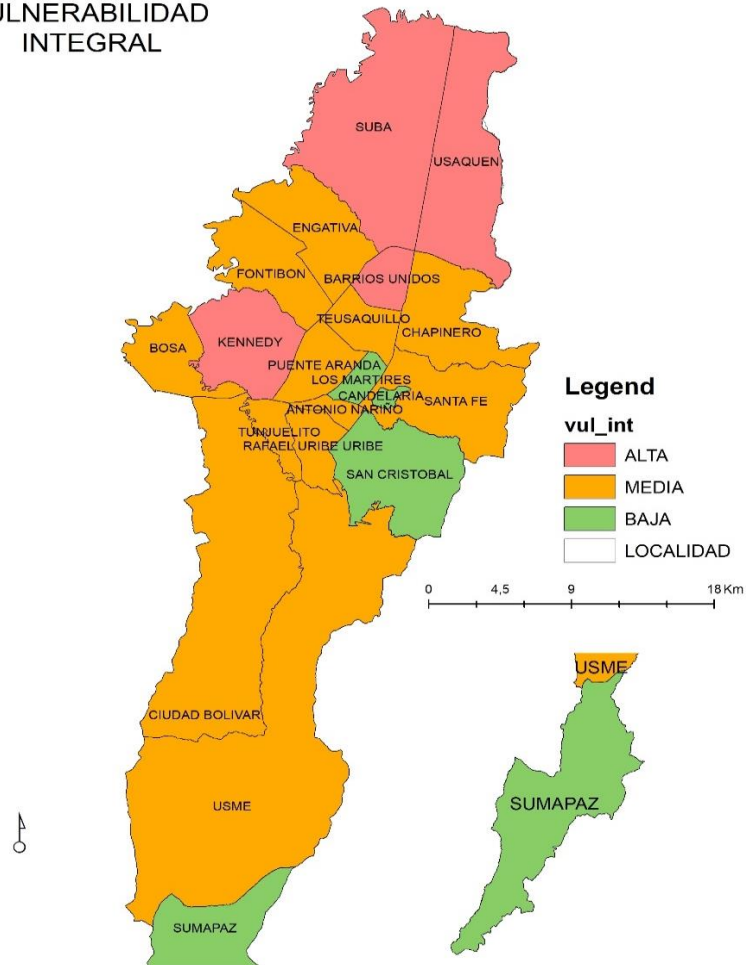 ULNERABILIDAD
INTEGRAL
SUBA
USAQUEN
ENGATIVA
FONTIBON
BARRIOS UNIDOS
TEUSAQUILLO
CHAPINERO
BOSA
KENNEDY
PUENTE ARANDA
LOS MARTIRES
CANDELARIA
SANTA FE
ANTONIO NARIÑO
TUNJUELITO
RAFAEL URIBE URIBE
SAN CRISTOBAL
CIUDAD BOLIVAR
USME
SUMAPAZ
Legend
vul_int
ALTA
MEDIA
BAJA
LOCALIDAD
0 4,5 9 18 Km
USME
SUMAPAZ